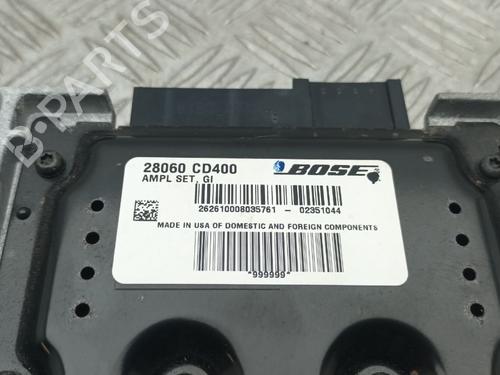 B-PARTS
28060 CD400
AMPL SET, GI
BOSE
262610008035761 - 02351044
MADE IN USA OF DOMESTIC AND FOREIGN COMPONENTS
*999999*